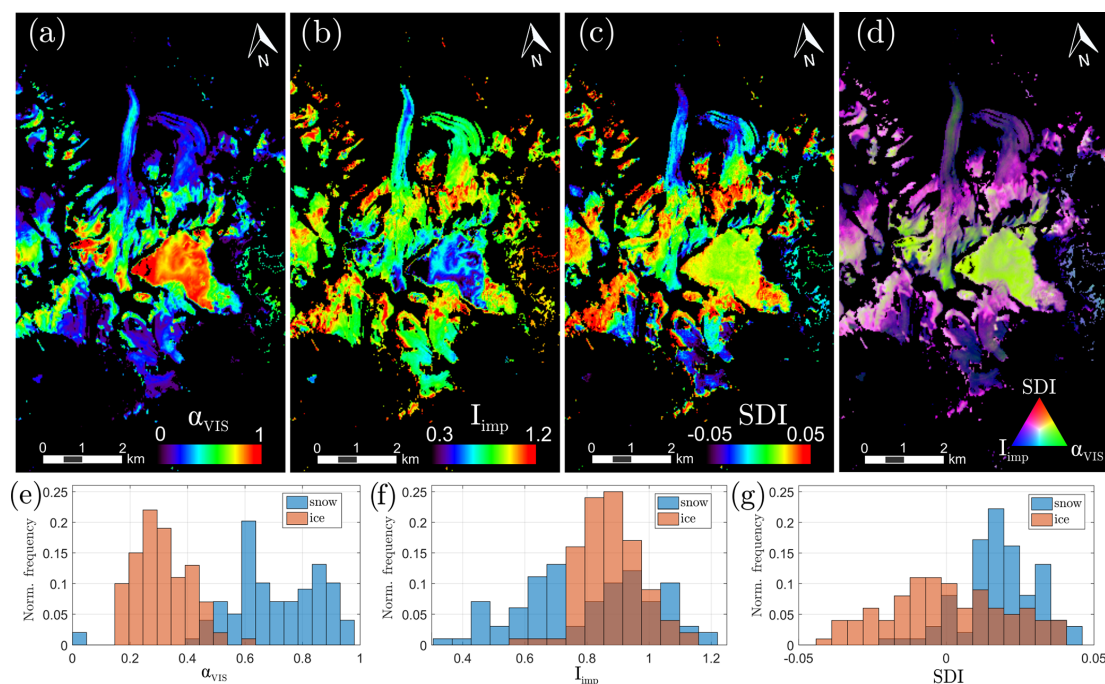 (a)
N
α_VIS
0 1
0 1 2 km
(b)
N
I_imp
0.3 1.2
0 1 2 km
(c)
N
SDI
-0.05 0.05
0 1 2 km
(d)
N
SDI
I_imp α_VIS
0 1 2 km
(e)
Norm. frequency
0.25
0.2
0.15
0.1
0.05
0
snow
ice
0 0.2 0.4 0.6 0.8 1
α_VIS
(f)
Norm. frequency
0.25
0.2
0.15
0.1
0.05
0
snow
ice
0.4 0.6 0.8 1 1.2
I_imp
(g)
Norm. frequency
0.25
0.2
0.15
0.1
0.05
0
snow
ice
-0.05 0 0.05
SDI